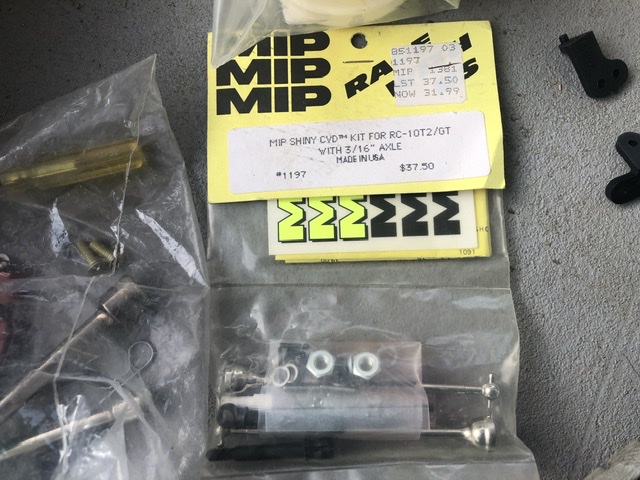 MIP
MIP
MIP
851197 03
1197
MIP 1381
LST 37.50
NOW 31.99
MIP SHINY CVD™ KIT FOR RC-10T2/GT
WITH 3/16" AXLE
MADE IN USA
#1197 $37.50
1091